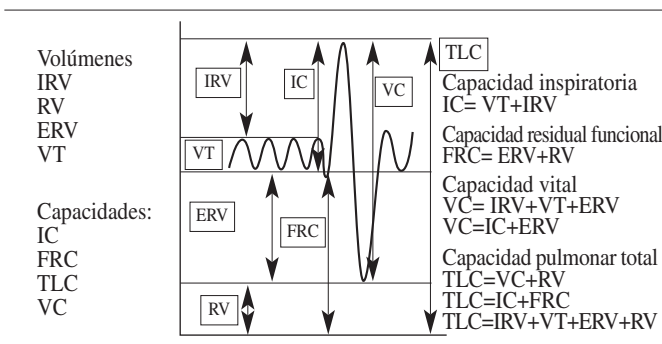 Volúmenes
IRV
RV
ERV
VT
Capacidades:
IC
FRC
TLC
VC
IRV
IC
VC
VT
ERV
FRC
RV
TLC
Capacidad inspiratoria
IC= VT+IRV
Capacidad residual funcional
FRC= ERV+RV
Capacidad vital
VC= IRV+VT+ERV
VC=IC+ERV
Capacidad pulmonar total
TLC=VC+RV
TLC=IC+FRC
TLC=IRV+VT+ERV+RV